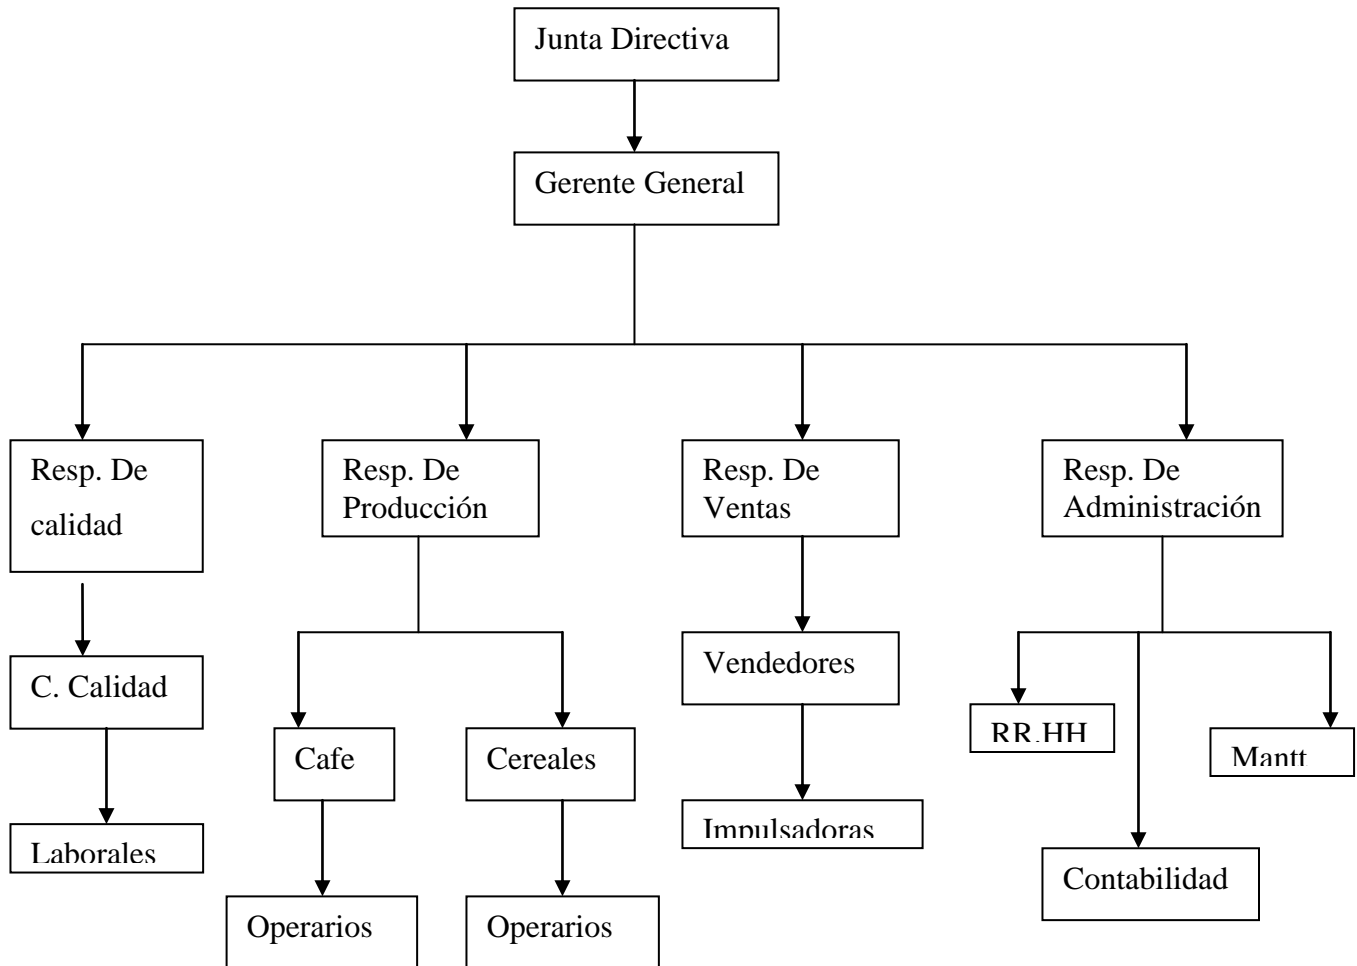 Junta Directiva
Gerente General
Resp. De
calidad
Resp. De
Producción
Resp. De
Ventas
Resp. De
Administración
C. Calidad
Vendedores
RR.HH
Cafe
Cereales
Mantt
Laborales
Impulsadoras
Contabilidad
Operarios
Operarios